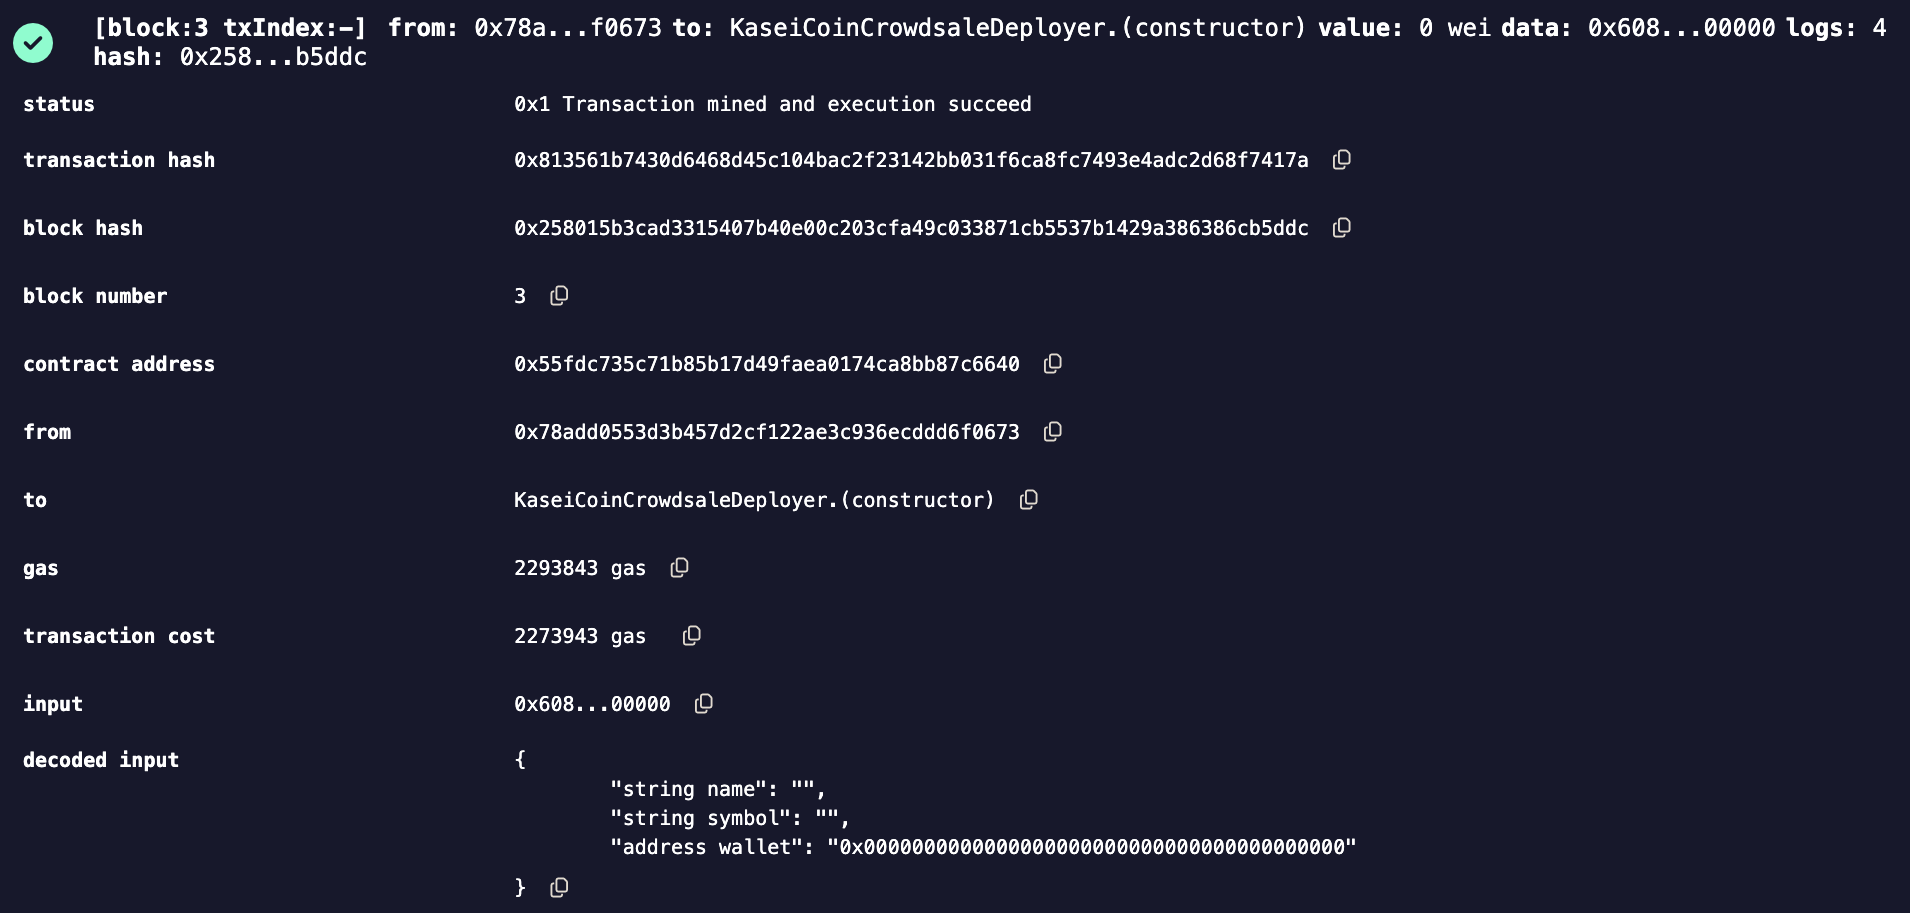 [block:3 txIndex:-] from: 0x78a...f0673 to: KaseiCoinCrowdsaleDeployer.(constructor) value: 0 wei data: 0x608...00000 logs: 4
hash: 0x258...b5ddc
status 0x1 Transaction mined and execution succeed
transaction hash 0x813561b7430d6468d45c104bac2f23142bb031f6ca8fc7493e4adc2d68f7417a
block hash 0x258015b3cad3315407b40e00c203cfa49c033871cb5537b1429a386386cb5ddc
block number 3
contract address 0x55fdc735c71b85b17d49faea0174ca8bb87c6640
from 0x78add0553d3b457d2cf122ae3c936ecddd6f0673
to KaseiCoinCrowdsaleDeployer.(constructor)
gas 2293843 gas
transaction cost 2273943 gas
input 0x608...00000
decoded input {
"string name": "",
"string symbol": "",
"address wallet": "0x0000000000000000000000000000000000000000"
}